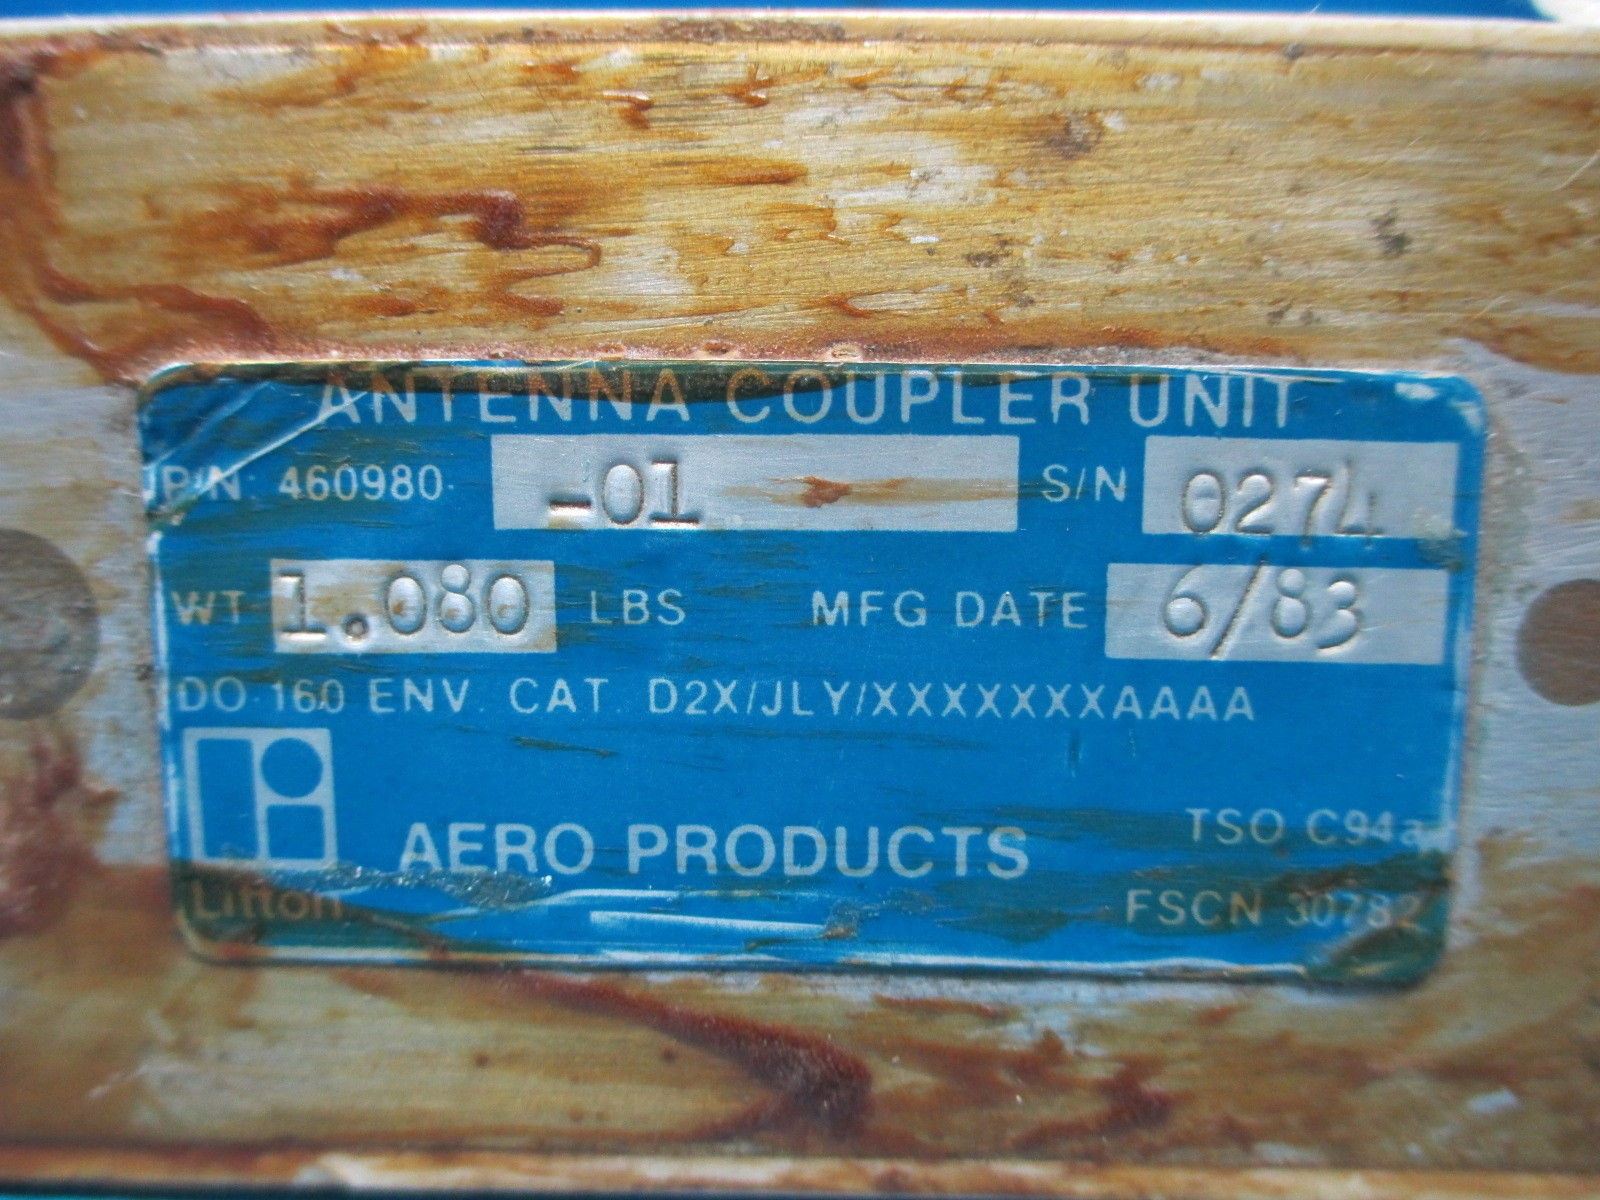 ANTENNA COUPLER UNIT
P/N 460980- -01 S/N 0274
WT 1.080 LBS MFG DATE 6/83
DO-160 ENV. CAT. D2X/JLY/XXXXXXXAAAA
TSO C94a
AERO PRODUCTS
Litton FSCN 30782